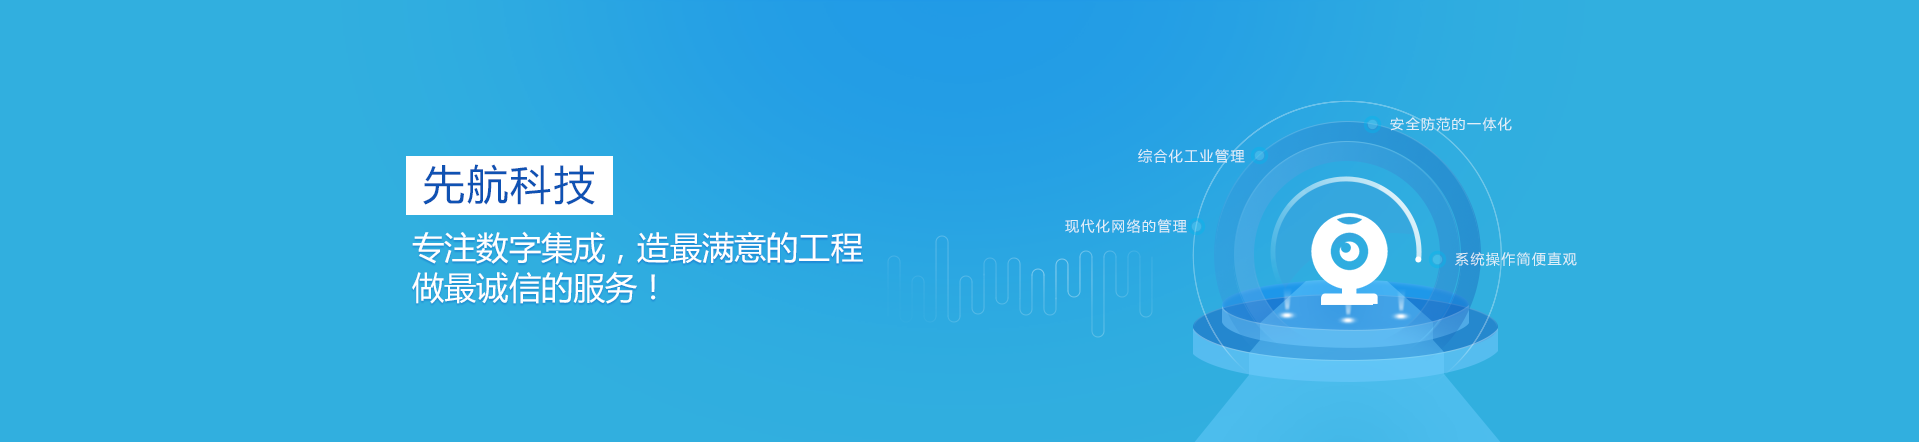 先航科技
专注数字集成，造最满意的工程
做最诚信的服务！
安全防范的一体化
综合化工业管理
现代化网络的管理
系统操作简便直观